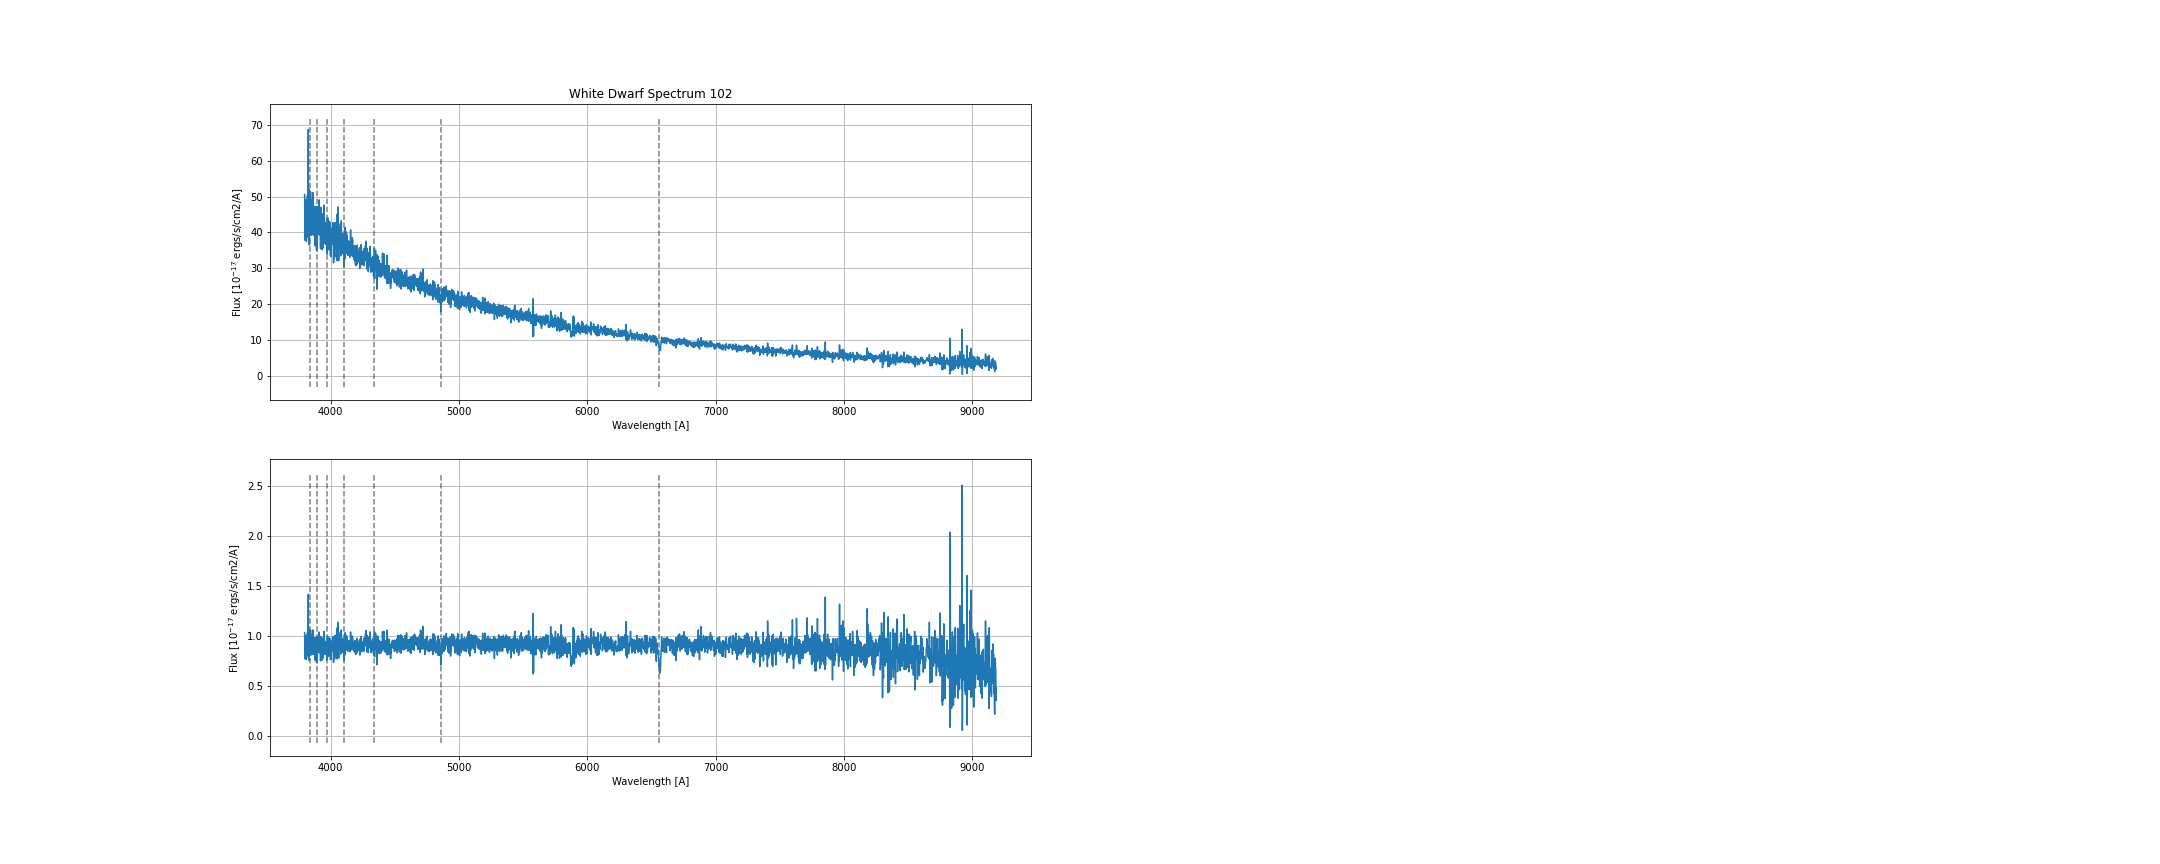 White Dwarf Spectrum 102
Flux [10⁻¹⁷ ergs/s/cm2/A]
70
60
50
40
30
20
10
0
4000 5000 6000 7000 8000 9000
Wavelength [A]
Flux [10⁻¹⁷ ergs/s/cm2/A]
2.5
2.0
1.5
1.0
0.5
0.0
4000 5000 6000 7000 8000 9000
Wavelength [A]